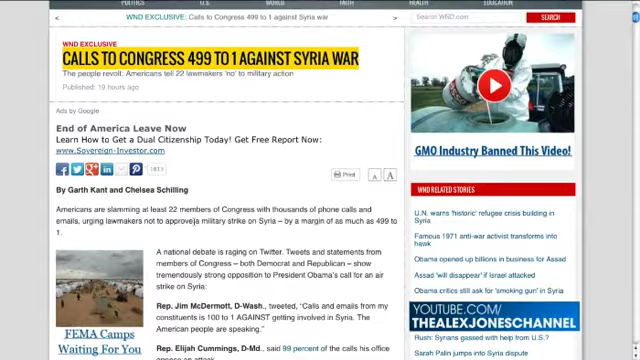 POLITICS U.S. WORLD FAITH HEALTH EDUCATION
< WND EXCLUSIVE: Calls to Congress 499 to 1 against Syria war >
Search WND.com SEARCH
WND EXCLUSIVE
CALLS TO CONGRESS 499 TO 1 AGAINST SYRIA WAR
The people revolt: Americans tell 22 lawmakers 'no' to military action
Published: 19 hours ago
Ads by Google
End of America Leave Now
Learn How to Get a Dual Citizenship Today! Get Free Report Now:
www.Sovereign-Investor.com
Print A A
By Garth Kant and Chelsea Schilling
Americans are slamming at least 22 members of Congress with thousands of phone calls and
emails, urging lawmakers not to approve a military strike on Syria – by a margin of as much as 499 to
1.
A national debate is raging on Twitter. Tweets and statements from
members of Congress – both Democrat and Republican – show
tremendously strong opposition to President Obama's call for an air
strike on Syria:
Rep. Jim McDermott, D-Wash., tweeted, "Calls and emails from my
constituents is 100 to 1 AGAINST getting involved in Syria. The
American people are speaking."
Rep. Elijah Cummings, D-Md., said 99 percent of calls his office
FEMA Camps
Waiting For You
GMO Industry Banned This Video!
WND RELATED STORIES
U.N. warns 'historic' refugee crisis building in
Syria
Famous 1971 anti-war activist transforms into
hawk
Obama opened up billions in business for Assad
Assad 'will disappear' if Israel attacked
Obama critics still ask for 'smoking gun' in Syria
YOUTUBE.COM/
THEALEXJONESCHANNEL
Rush: Syrians gassed with help from U.S.?
Sarah Palin jumps into Syria dispute